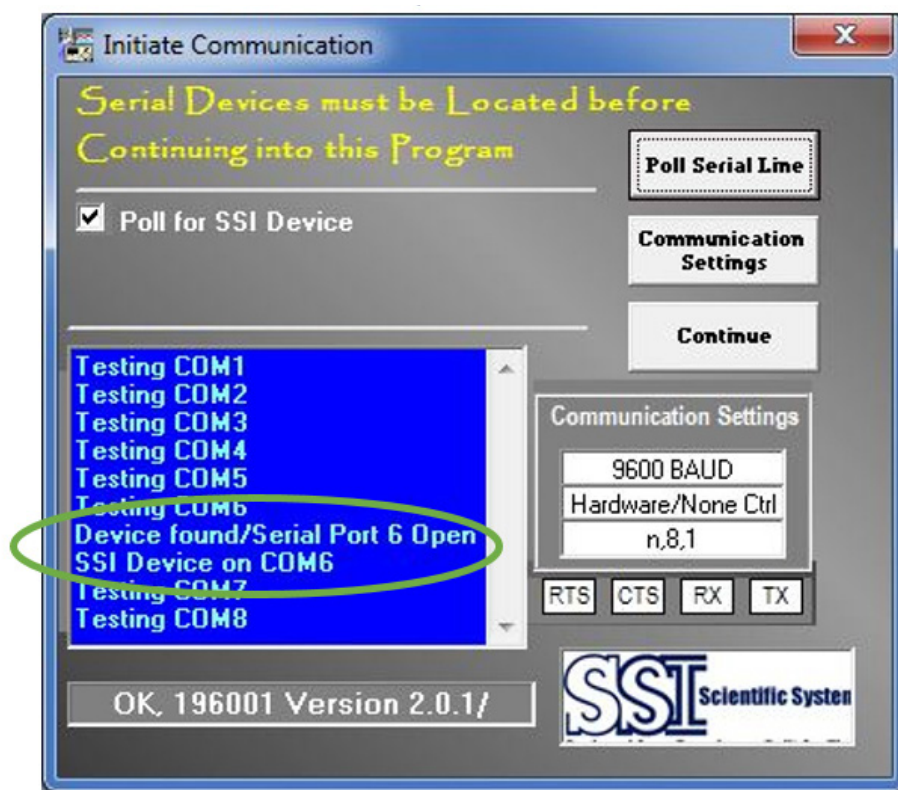 Initiate Communication
Serial Devices must be Located before
Continuing into this Program
Poll Serial Line
Poll for SSI Device
Communication
Settings
Continue
Testing COM1
Testing COM2
Testing COM3
Testing COM4
Testing COM5
Testing COM6
Device found/Serial Port 6 Open
SSI Device on COM6
Testing COM7
Testing COM8
Communication Settings
9600 BAUD
Hardware/None Ctrl
n,8,1
RTS CTS RX TX
OK, 196001 Version 2.0.1/
SSI Scientific System